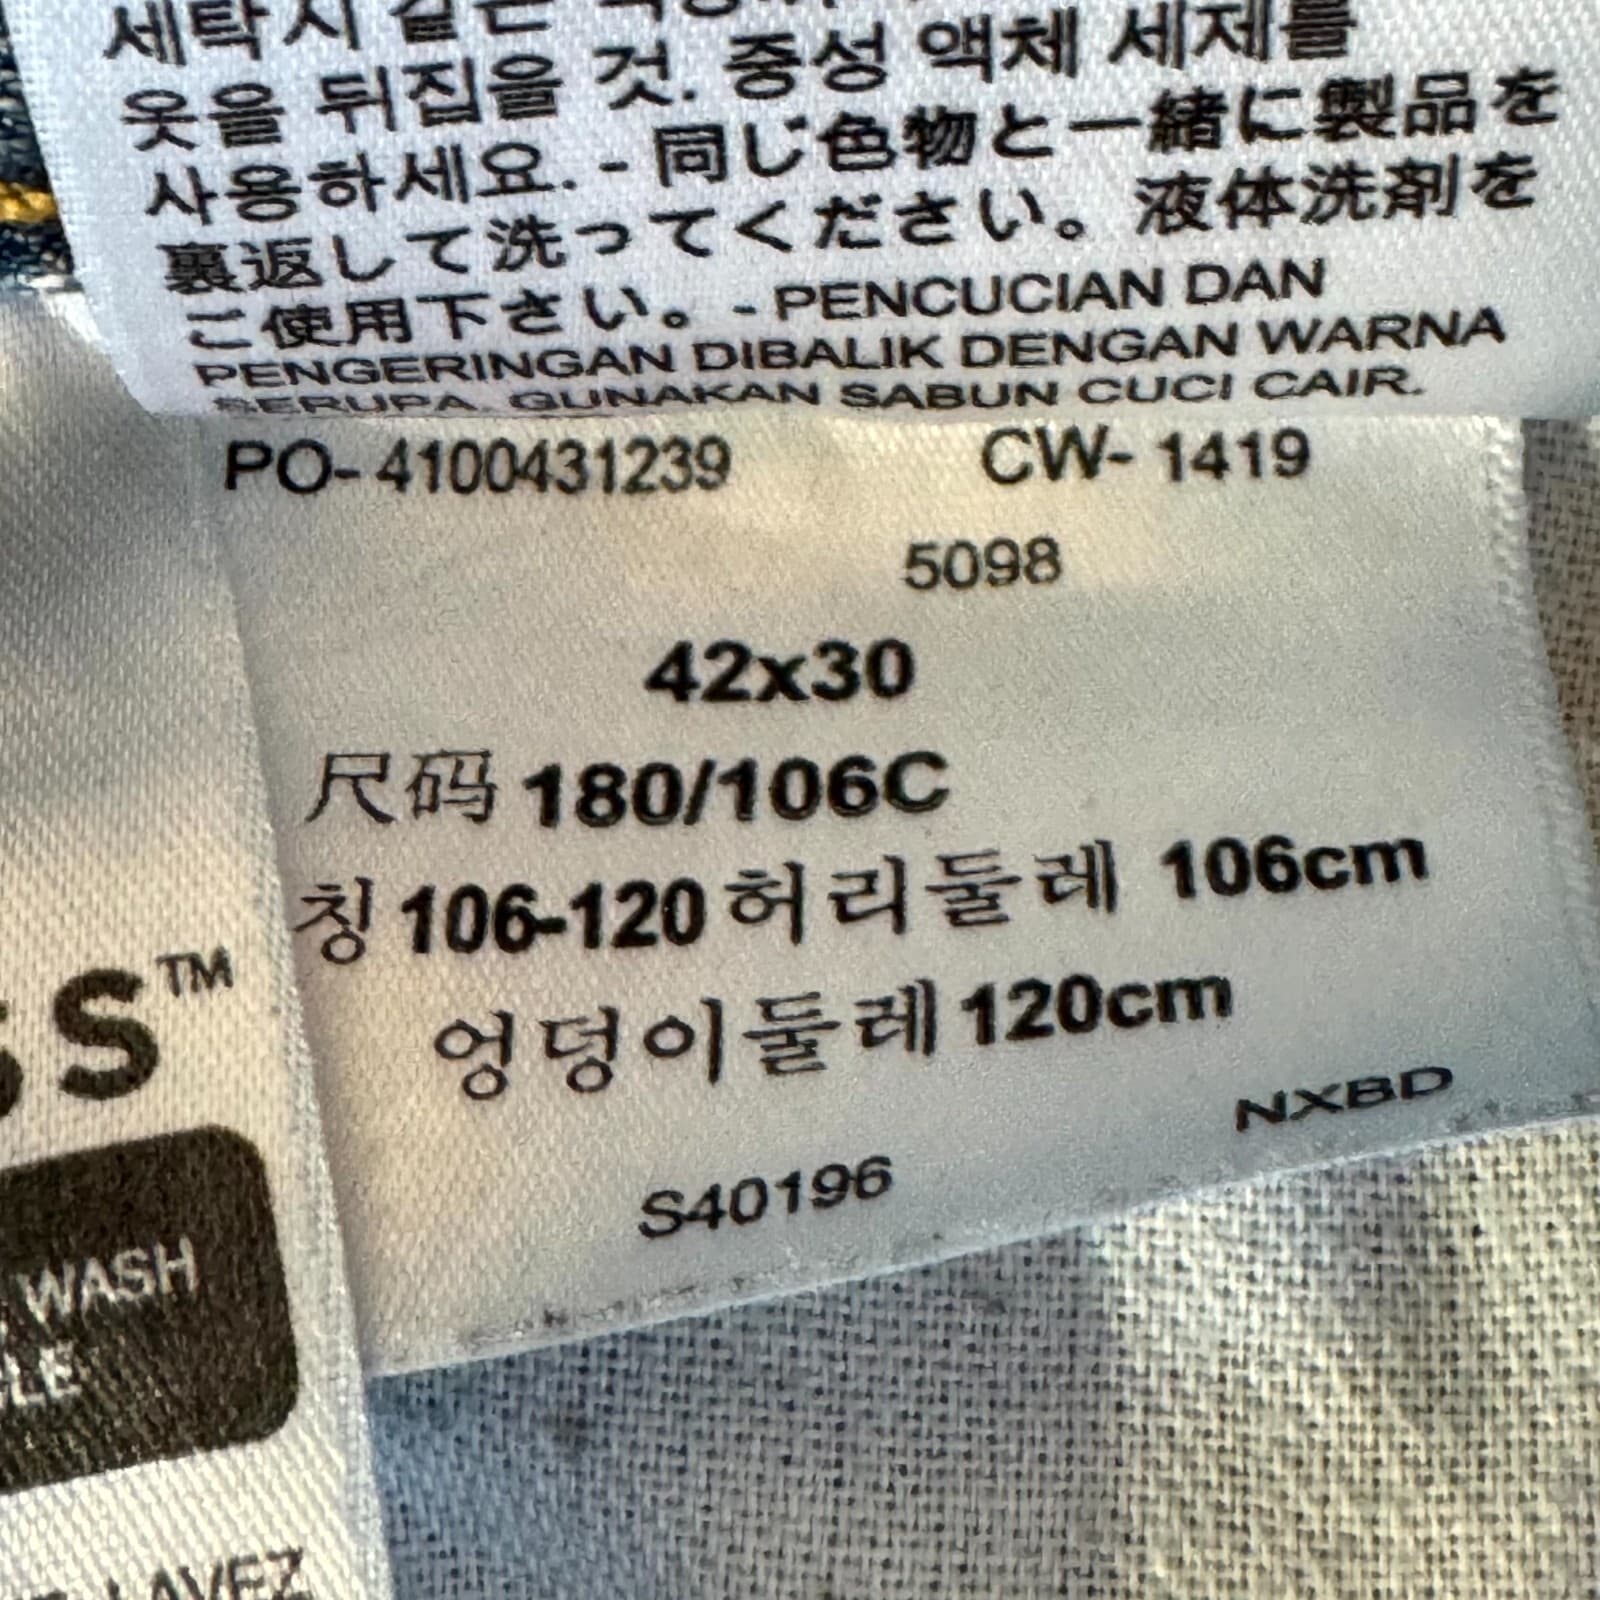 세탁시 같은
옷을 뒤집을 것. 중성 액체 세제를
사용하세요. - 同じ色物と一緒に製品を
裏返して洗ってください。液体洗剤を
ご使用下さい。- PENCUCIAN DAN
PENGERINGAN DIBALIK DENGAN WARNA
SERUPA. GUNAKAN SABUN CUCI CAIR.
PO- 4100431239 CW- 1419
5098
42x30
尺码 180/106C
칭 106-120 허리둘레 106cm
엉덩이둘레 120cm
NXBD
S40196
SS™
WASH
LAVEZ